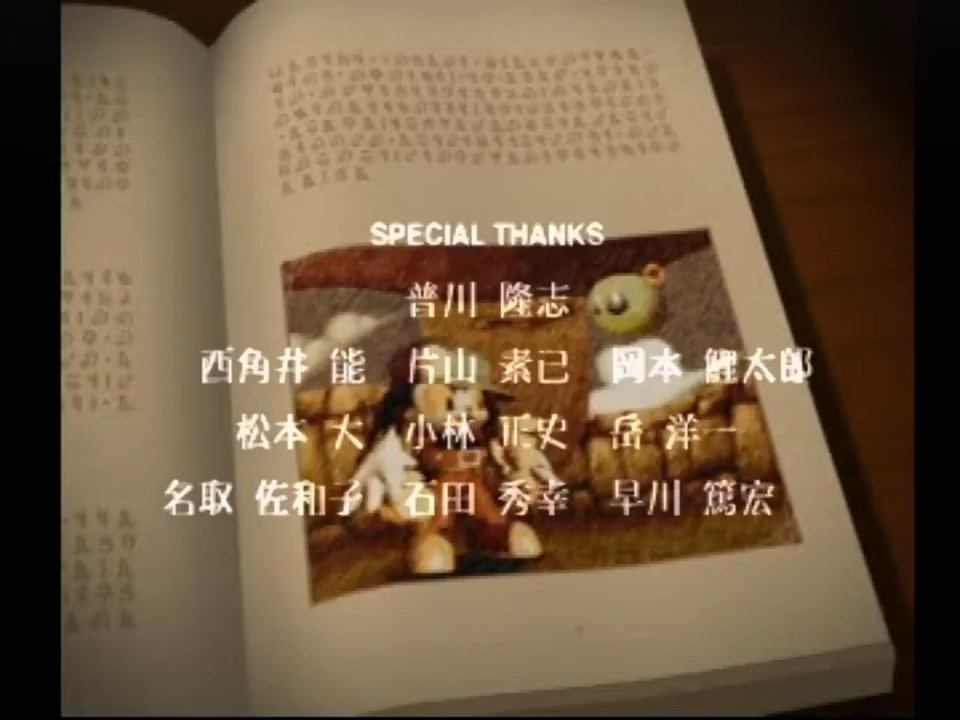 SPECIAL THANKS
普川 隆志
西角井 能 片山 素己 岡本 鯉太郎
松本 大 小林 正史 岳 洋一
名取 佐和子 石田 秀幸 早川 篤宏